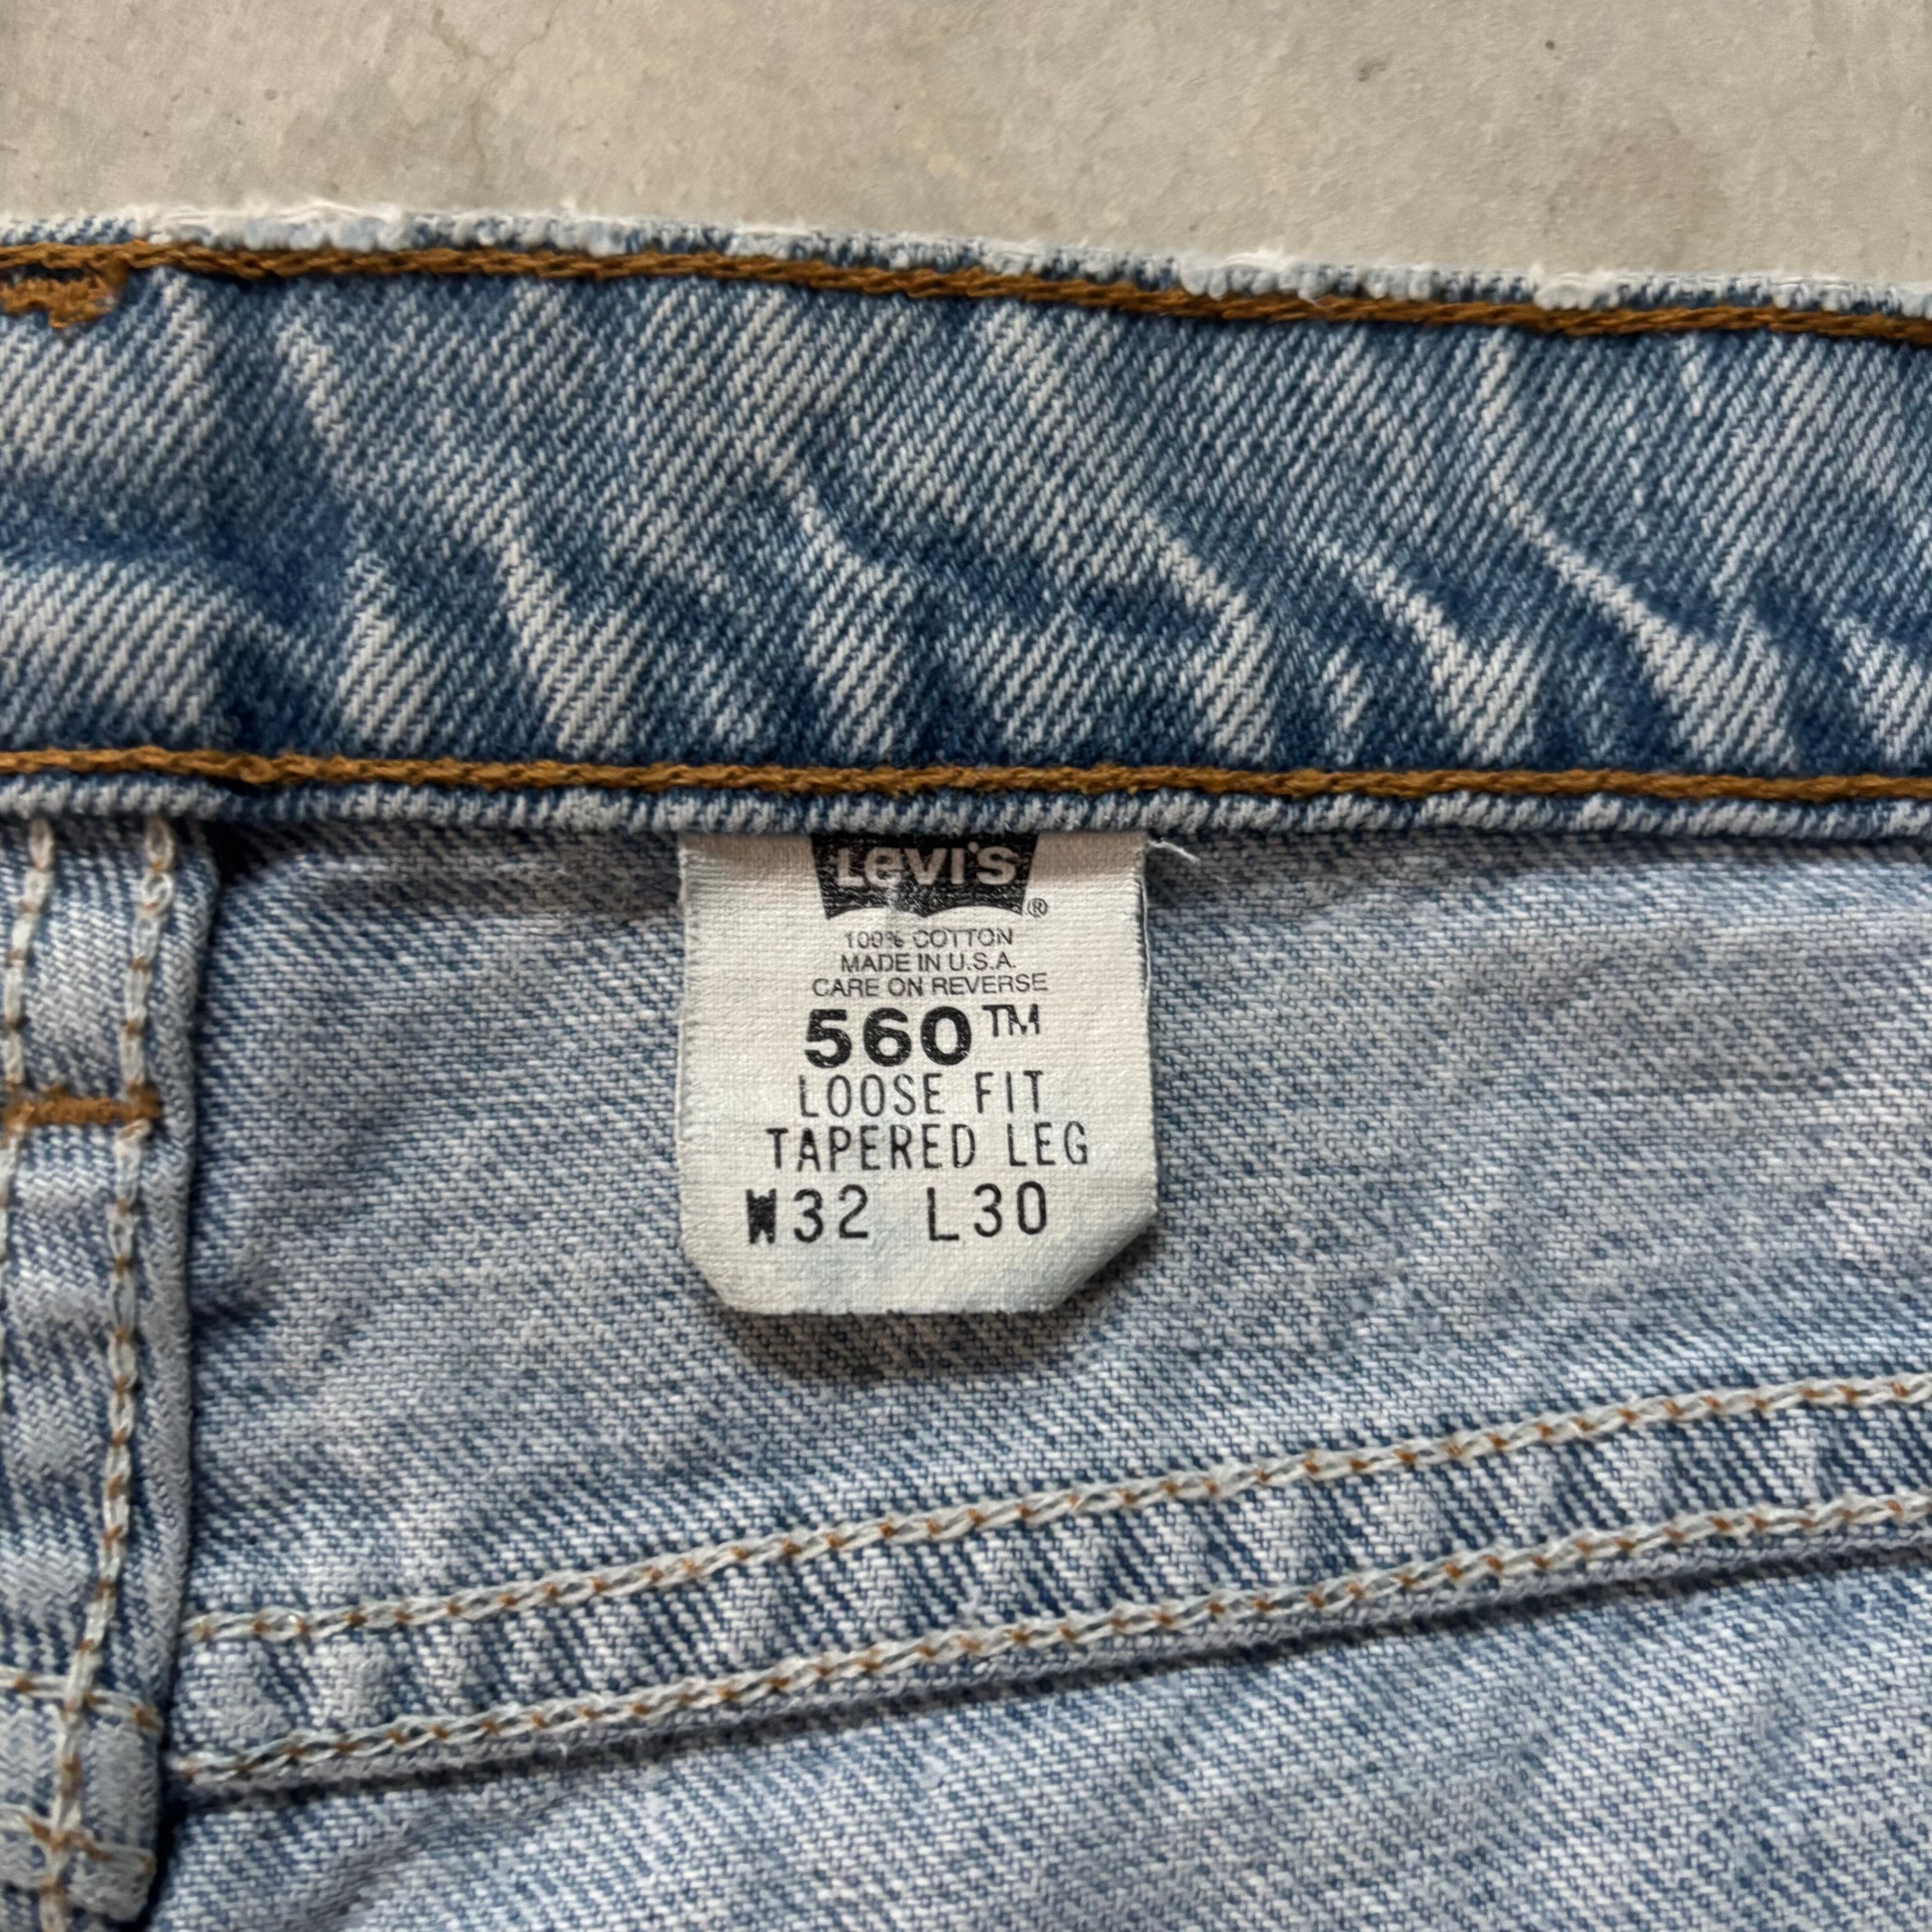 Levi's®
100% COTTON
MADE IN U.S.A.
CARE ON REVERSE
560™
LOOSE FIT
TAPERED LEG
W32 L30